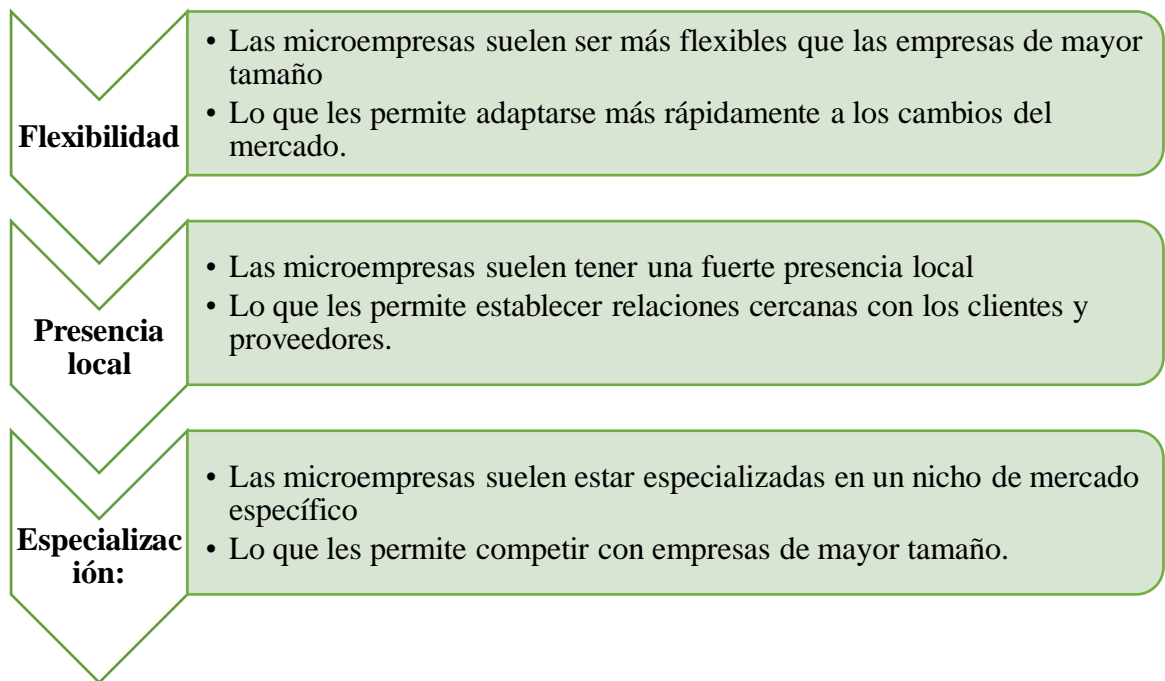 Flexibilidad
• Las microempresas suelen ser más flexibles que las empresas de mayor
tamaño
• Lo que les permite adaptarse más rápidamente a los cambios del
mercado.
Presencia
local
• Las microempresas suelen tener una fuerte presencia local
• Lo que les permite establecer relaciones cercanas con los clientes y
proveedores.
Especializac
ión:
• Las microempresas suelen estar especializadas en un nicho de mercado
específico
• Lo que les permite competir con empresas de mayor tamaño.